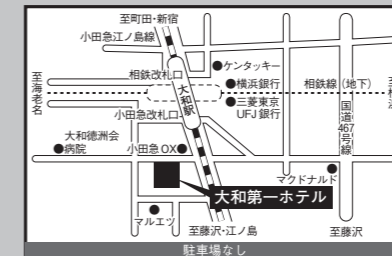 至町田・新宿
小田急江ノ島線
相鉄改札口
ケンタッキー
横浜銀行
三菱東京
UFJ銀行
大和駅
相鉄線（地下）
至海老名
小田急改札口
国道467号線
大和徳洲会
病院
小田急OX
マクドナルド
大和第一ホテル
マルエツ
至藤沢・江ノ島
至藤沢
駐車場なし